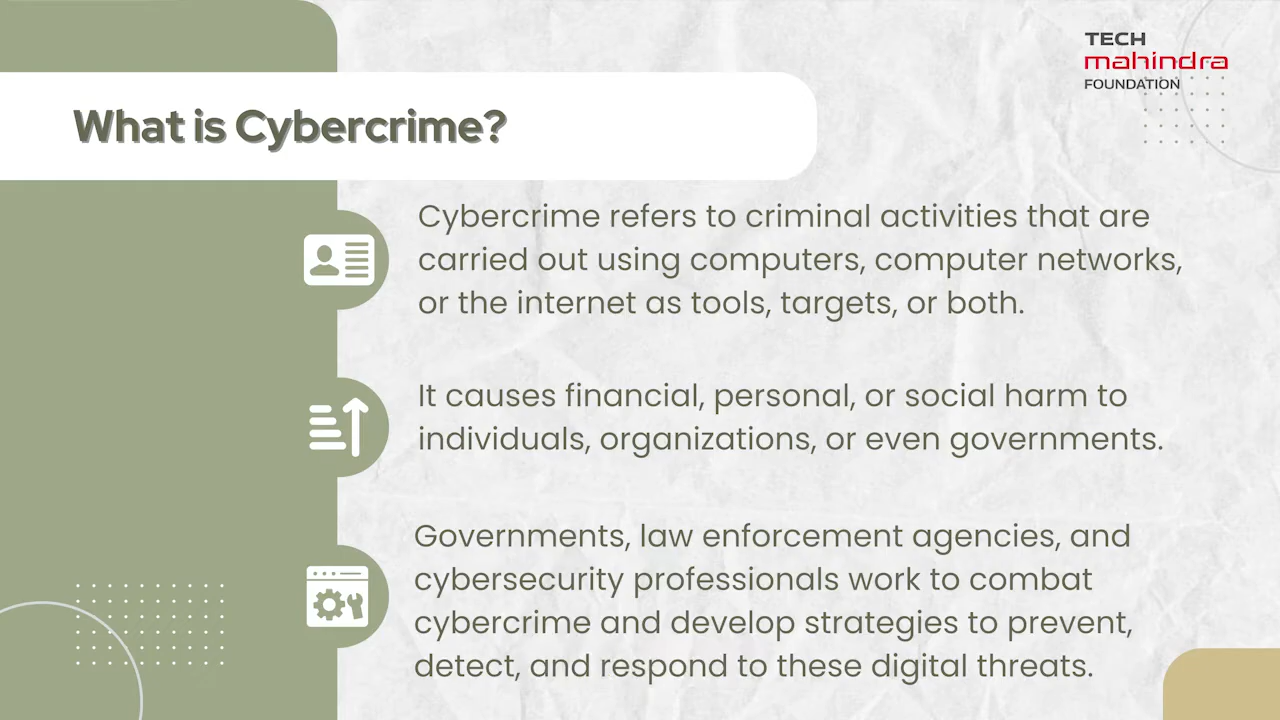 TECH
mahindra
FOUNDATION
What is Cybercrime?
Cybercrime refers to criminal activities that are
carried out using computers, computer networks,
or the internet as tools, targets, or both.
It causes financial, personal, or social harm to
individuals, organizations, or even governments.
Governments, law enforcement agencies, and
cybersecurity professionals work to combat
cybercrime and develop strategies to prevent,
detect, and respond to these digital threats.